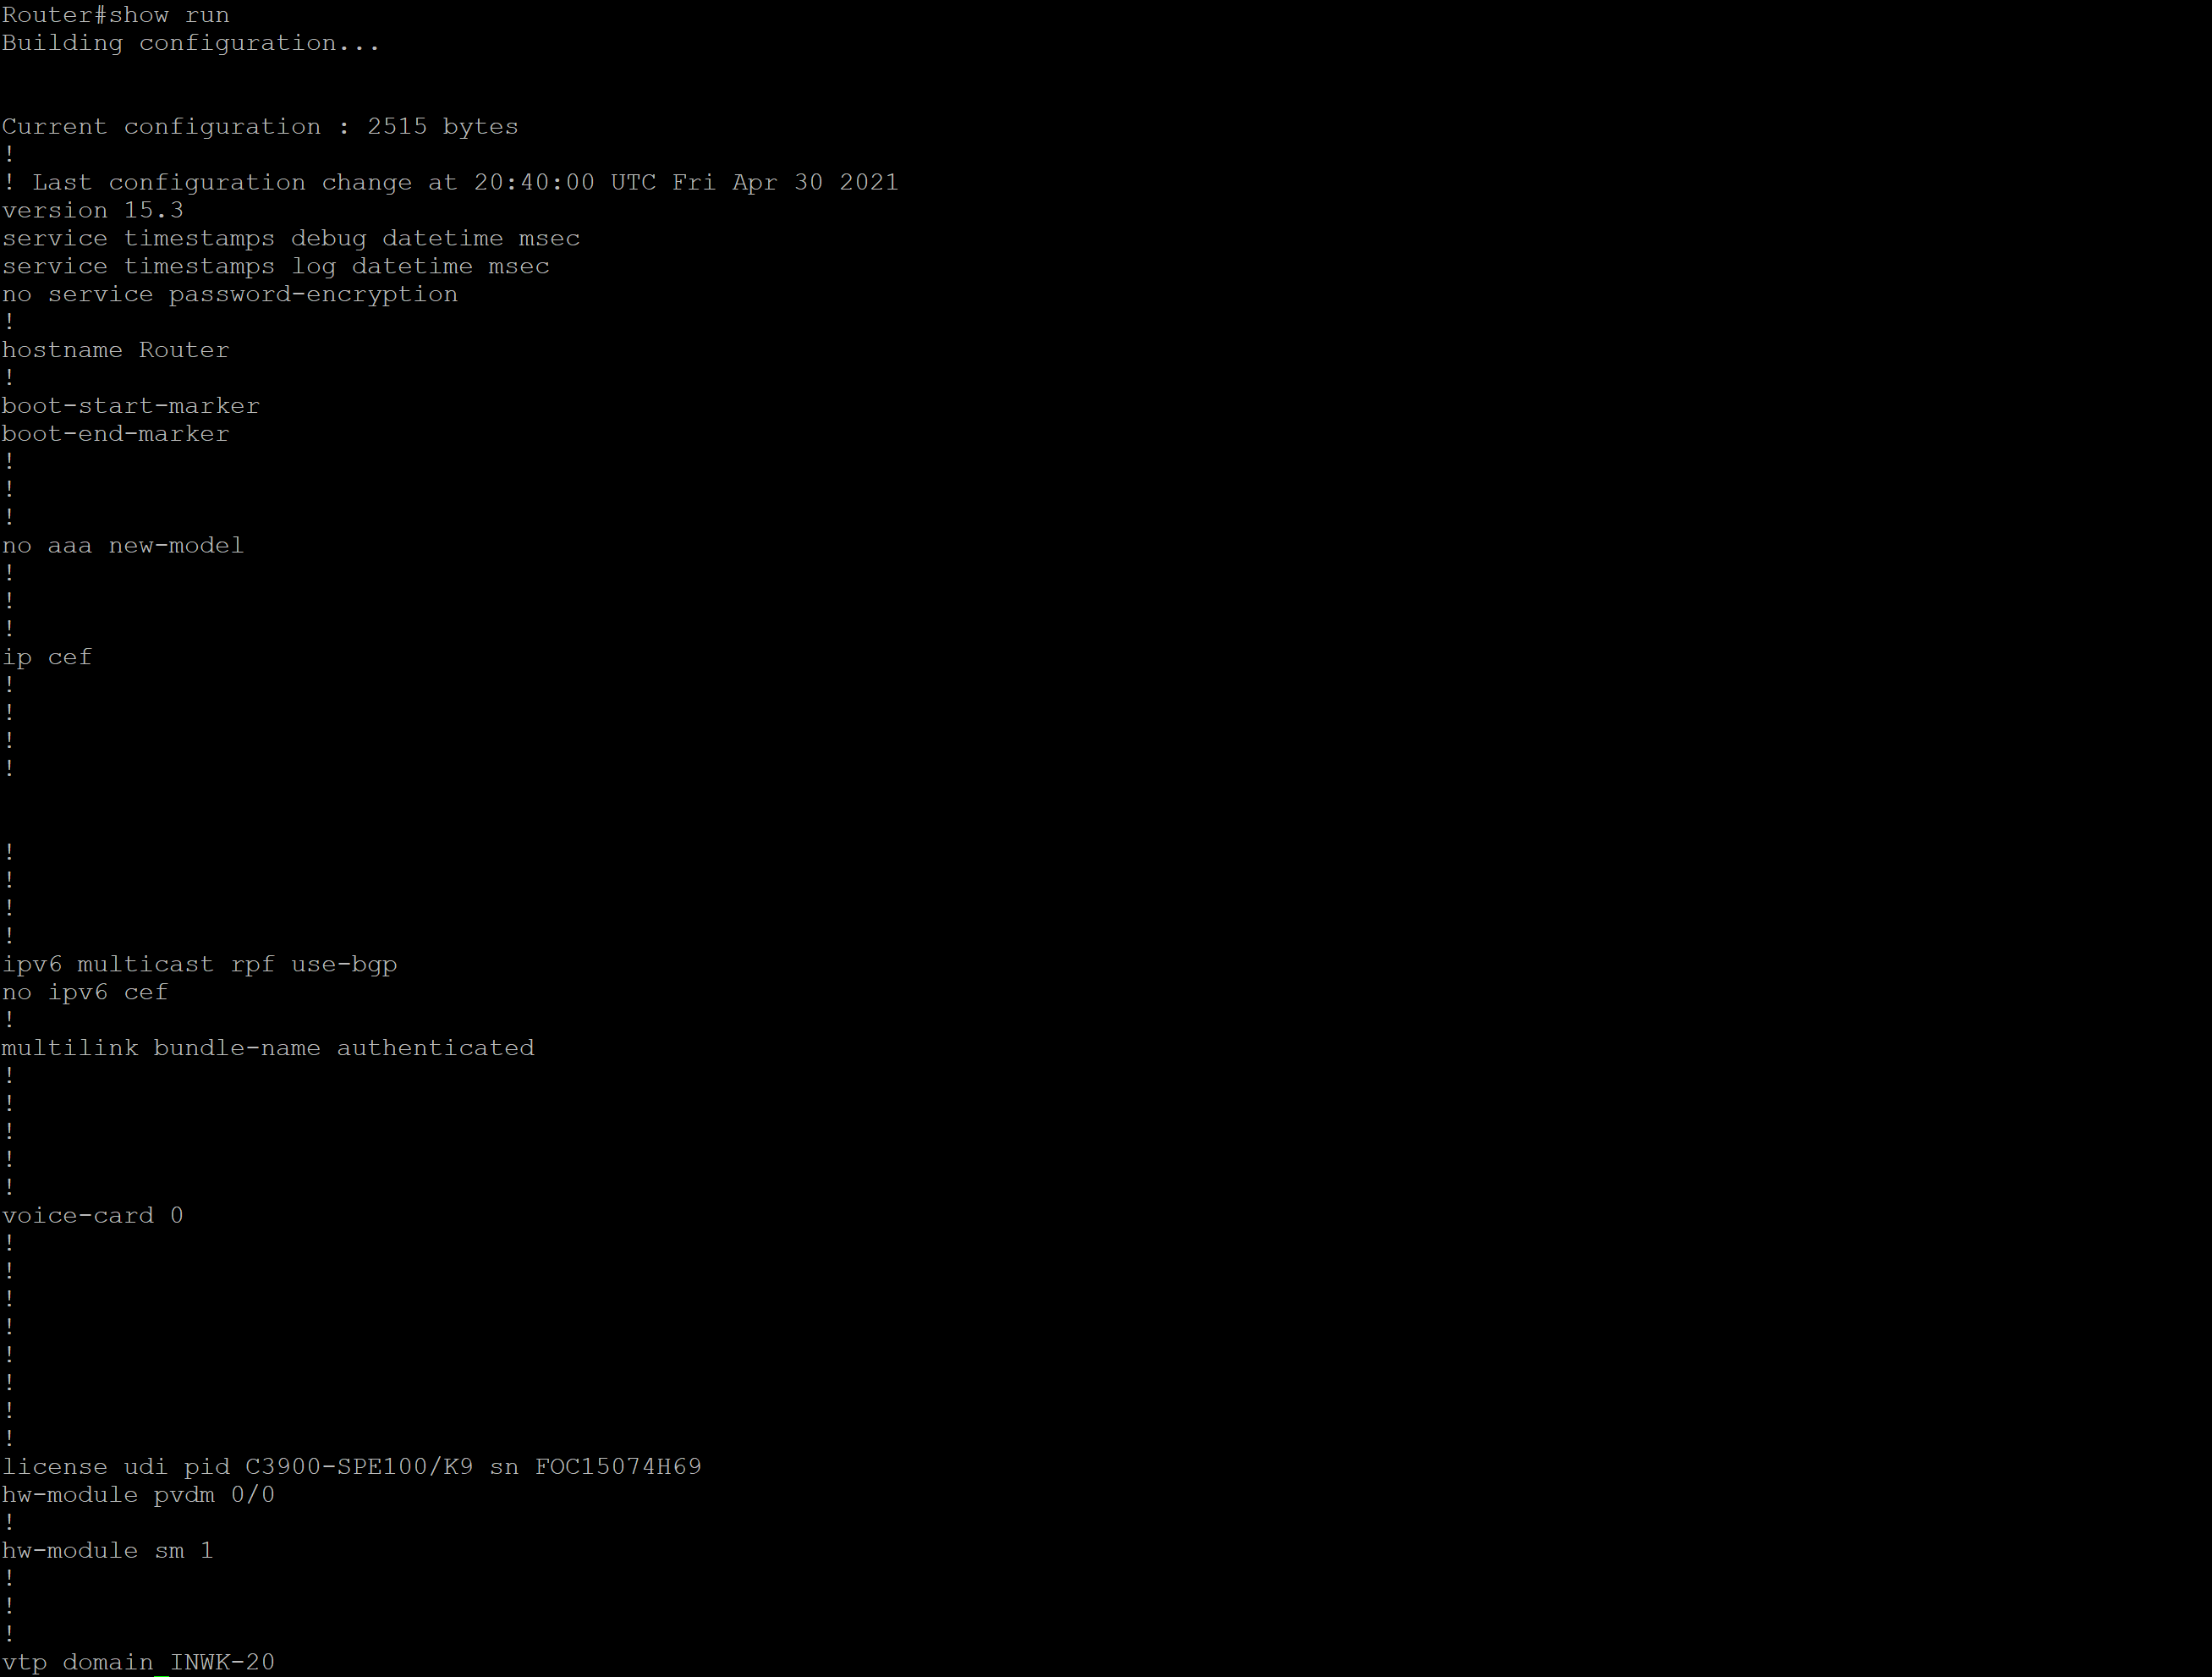 Router#show run
Building configuration...
Current configuration : 2515 bytes
!
! Last configuration change at 20:40:00 UTC Fri Apr 30 2021
version 15.3
service timestamps debug datetime msec
service timestamps log datetime msec
no service password-encryption
!
hostname Router
!
boot-start-marker
boot-end-marker
!
!
!
no aaa new-model
!
!
!
ip cef
!
!
!
!
!
!
!
!
ipv6 multicast rpf use-bgp
no ipv6 cef
!
multilink bundle-name authenticated
!
!
!
!
!
voice-card 0
!
!
!
!
!
!
!
!
license udi pid C3900-SPE100/K9 sn FOC15074H69
hw-module pvdm 0/0
!
hw-module sm 1
!
!
!
vtp domain INWK-20